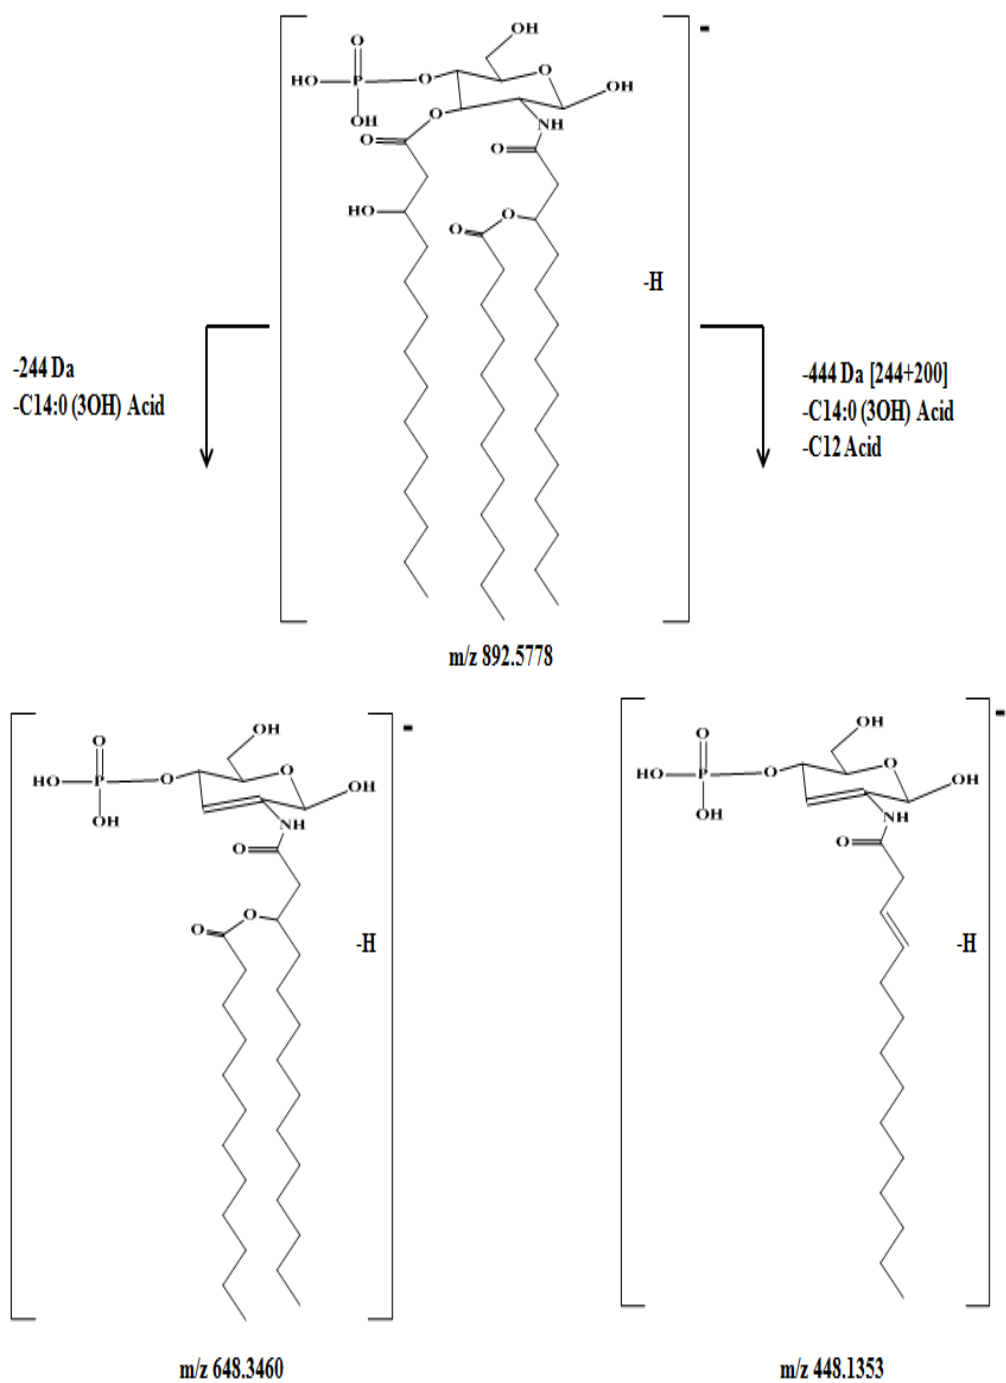 OH
O
HO
P
O
O
OH
OH
O
NH
O
O
HO
O
O
-H
-
-244 Da
-C14:0 (3OH) Acid
-444 Da [244+200]
-C14:0 (3OH) Acid
-C12 Acid
m/z 892.5778
OH
O
HO
P
O
O
OH
OH
NH
O
O
O
-H
-
m/z 648.3460
OH
O
HO
P
O
O
OH
OH
NH
O
-H
-
m/z 448.1353